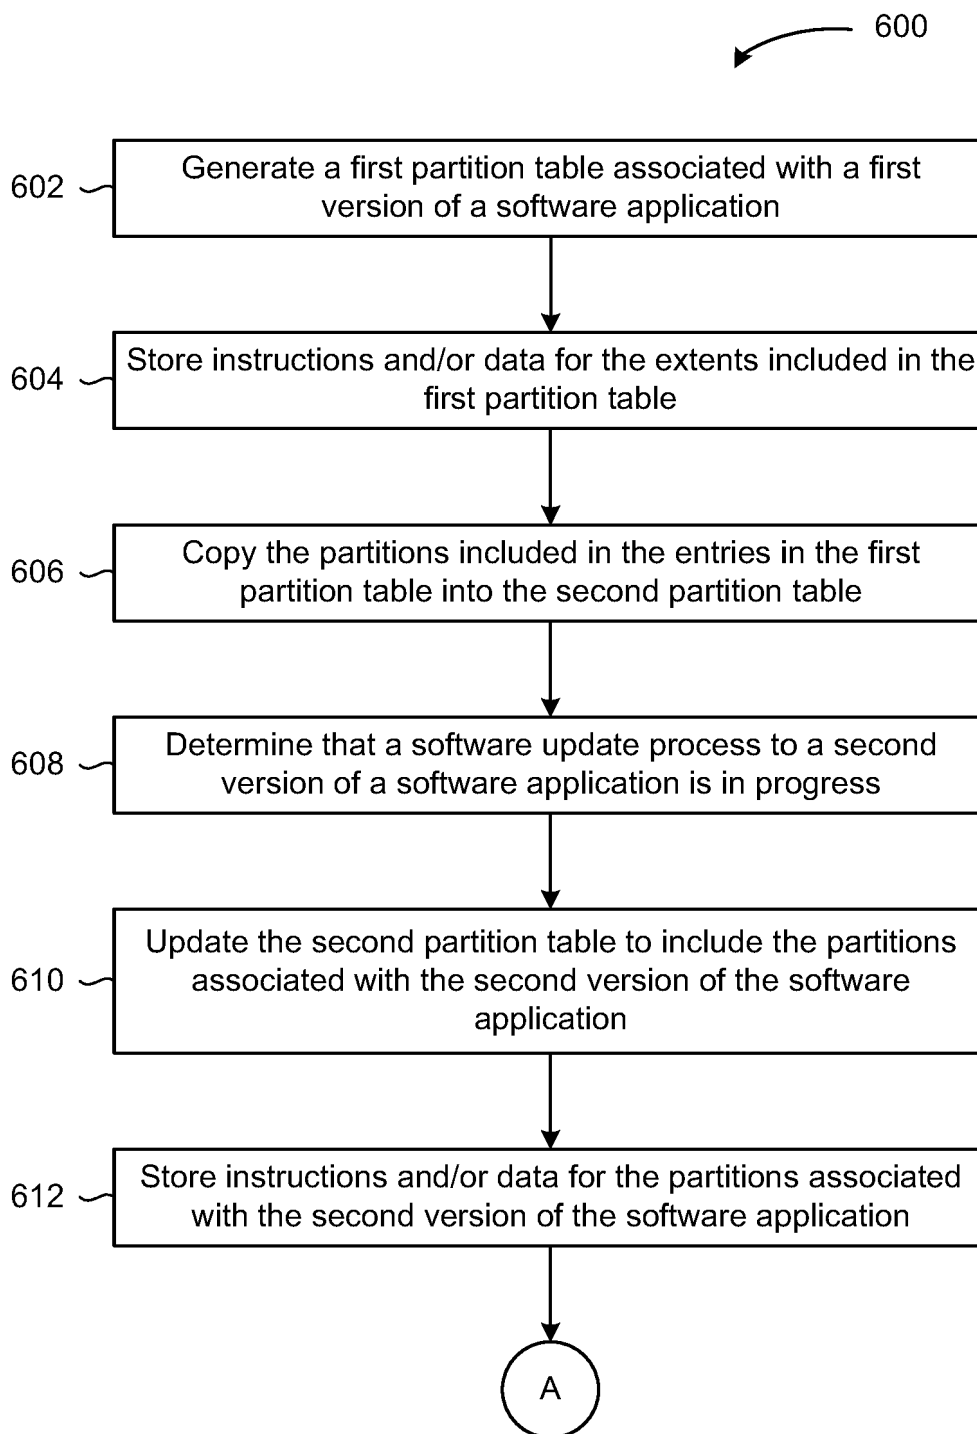 600
602
Generate a first partition table associated with a first
version of a software application
604
Store instructions and/or data for the extents included in the
first partition table
606
Copy the partitions included in the entries in the first
partition table into the second partition table
608
Determine that a software update process to a second
version of a software application is in progress
610
Update the second partition table to include the partitions
associated with the second version of the software
application
612
Store instructions and/or data for the partitions associated
with the second version of the software application
A